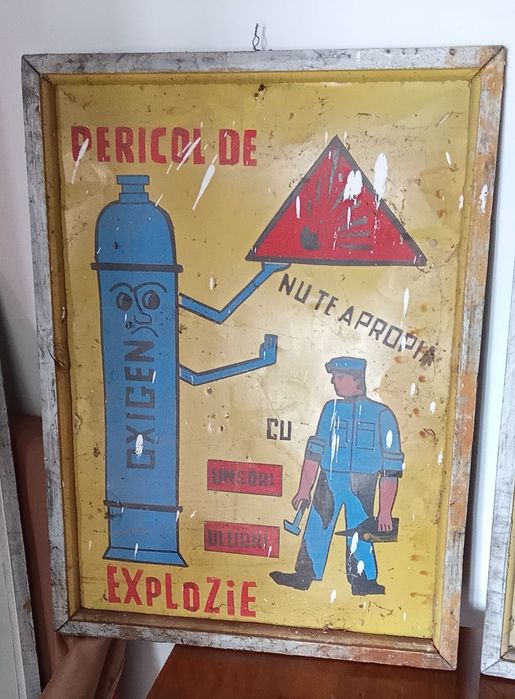 PERICOL DE
NU TE APROPIA
OXIGEN
CU
UNSORI
ULEIURI
EXPLOZiE